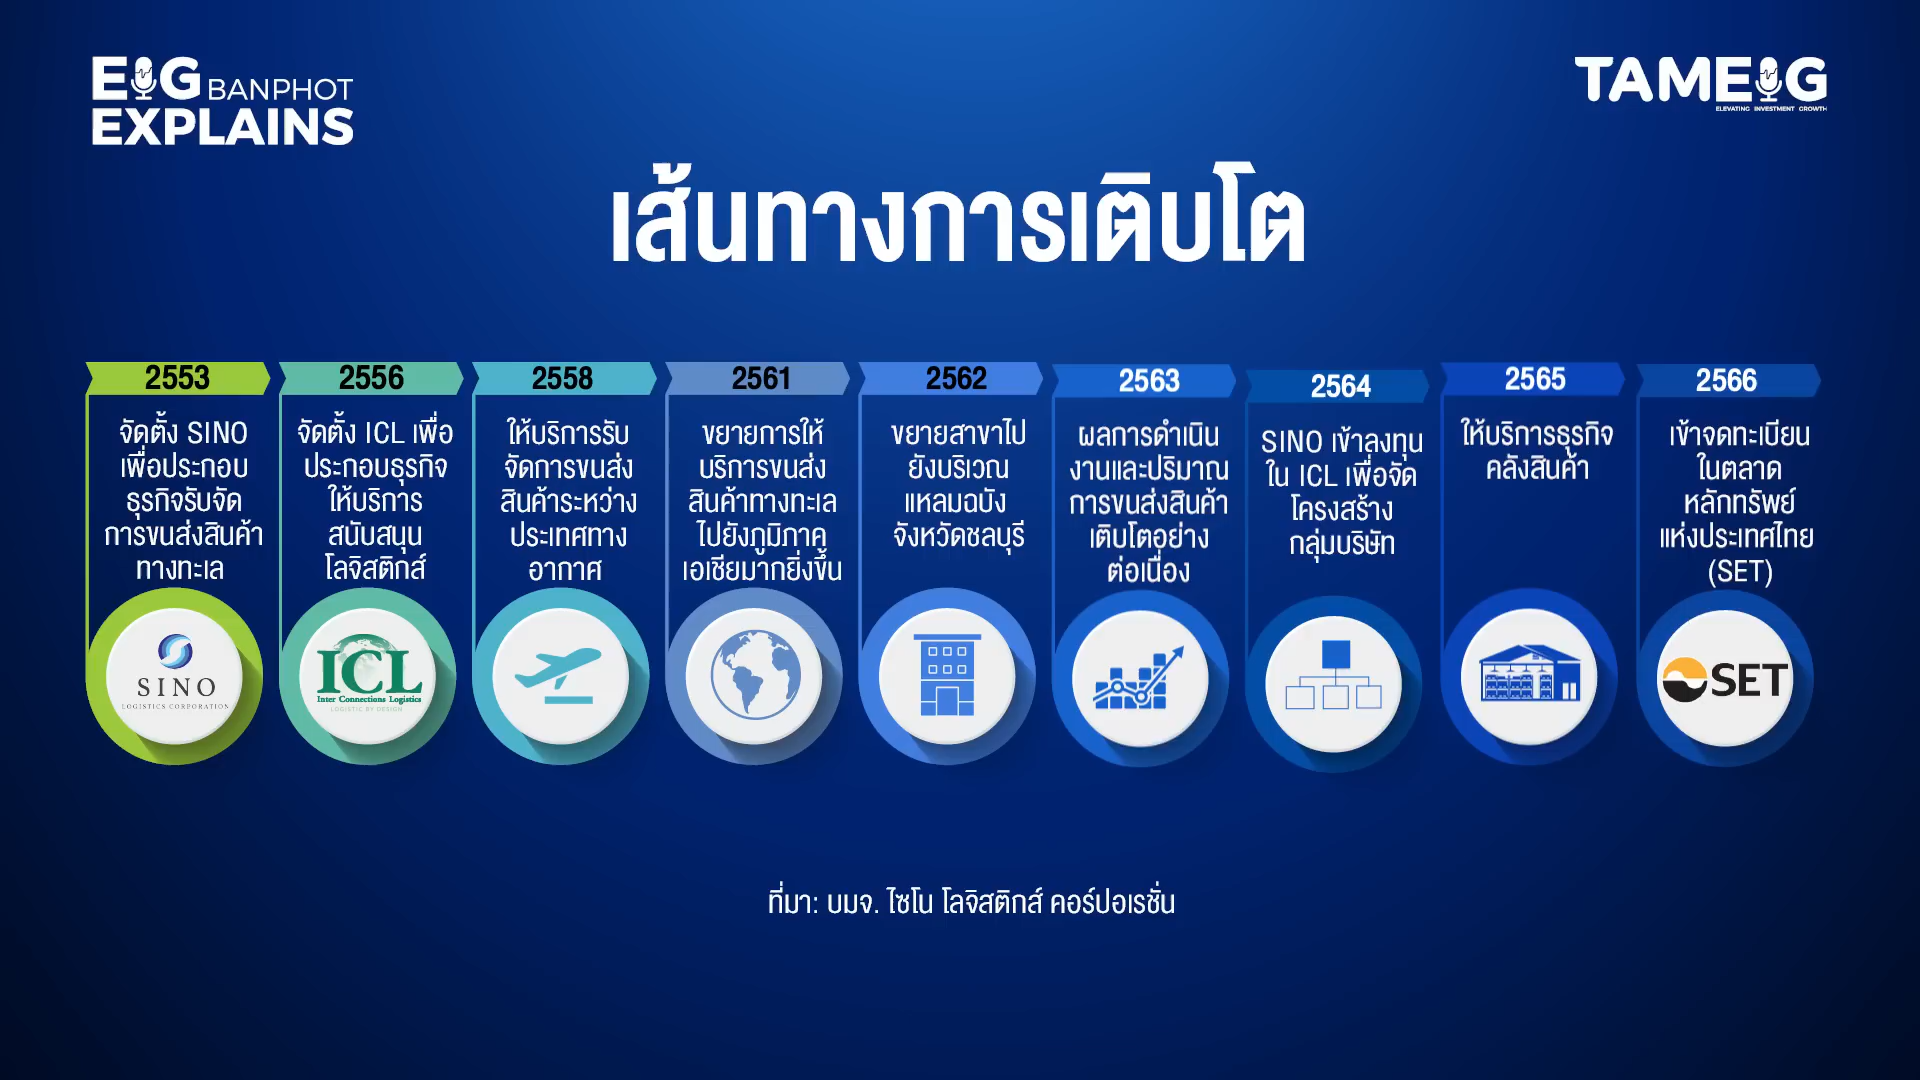 EIG BANPHOT
EXPLAINS
TAMEIG
ELEVATING INVESTMENT GROWTH
เส้นทางการเติบโต
2553
จัดตั้ง SINO
เพื่อประกอบ
ธุรกิจรับจัด
การขนส่งสินค้า
ทางทะเล
SINO
LOGISTICS CORPORATION
2556
จัดตั้ง ICL เพื่อ
ประกอบธุรกิจ
ให้บริการ
สนับสนุน
โลจิสติกส์
ICL
Inter Connections Logistics
LOGISTIC BY DESIGN
2558
ให้บริการรับ
จัดการขนส่ง
สินค้าระหว่าง
ประเทศทาง
อากาศ
2561
ขยายการให้
บริการขนส่ง
สินค้าทางทะเล
ไปยังภูมิภาค
เอเชียมากยิ่งขึ้น
2562
ขยายสาขาไป
ยังบริเวณ
แหลมฉบัง
จังหวัดชลบุรี
2563
ผลการดำเนิน
งานและปริมาณ
การขนส่งสินค้า
เติบโตอย่าง
ต่อเนื่อง
2564
SINO เข้าลงทุน
ใน ICL เพื่อจัด
โครงสร้าง
กลุ่มบริษัท
2565
ให้บริการธุรกิจ
คลังสินค้า
2566
เข้าจดทะเบียน
ในตลาด
หลักทรัพย์
แห่งประเทศไทย
(SET)
SET
ที่มา: บมจ. ไซโน โลจิสติกส์ คอร์ปอเรชั่น